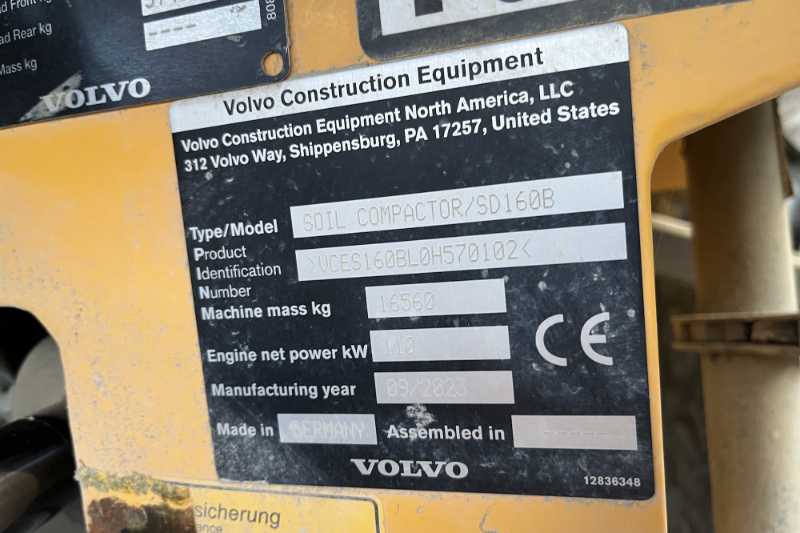 ad Rear kg
Mass kg
VOLVO
Volvo Construction Equipment
Volvo Construction Equipment North America, LLC
312 Volvo Way, Shippensburg, PA 17257, United States
Type/Model SOIL COMPACTOR/SD160B
Product
Identification >VCES160BL0H570102<
Number
Machine mass kg 16560
Engine net power kW 110
Manufacturing year 09/2023
CE
Made in GERMANY Assembled in -----
VOLVO
12836348
sicherung